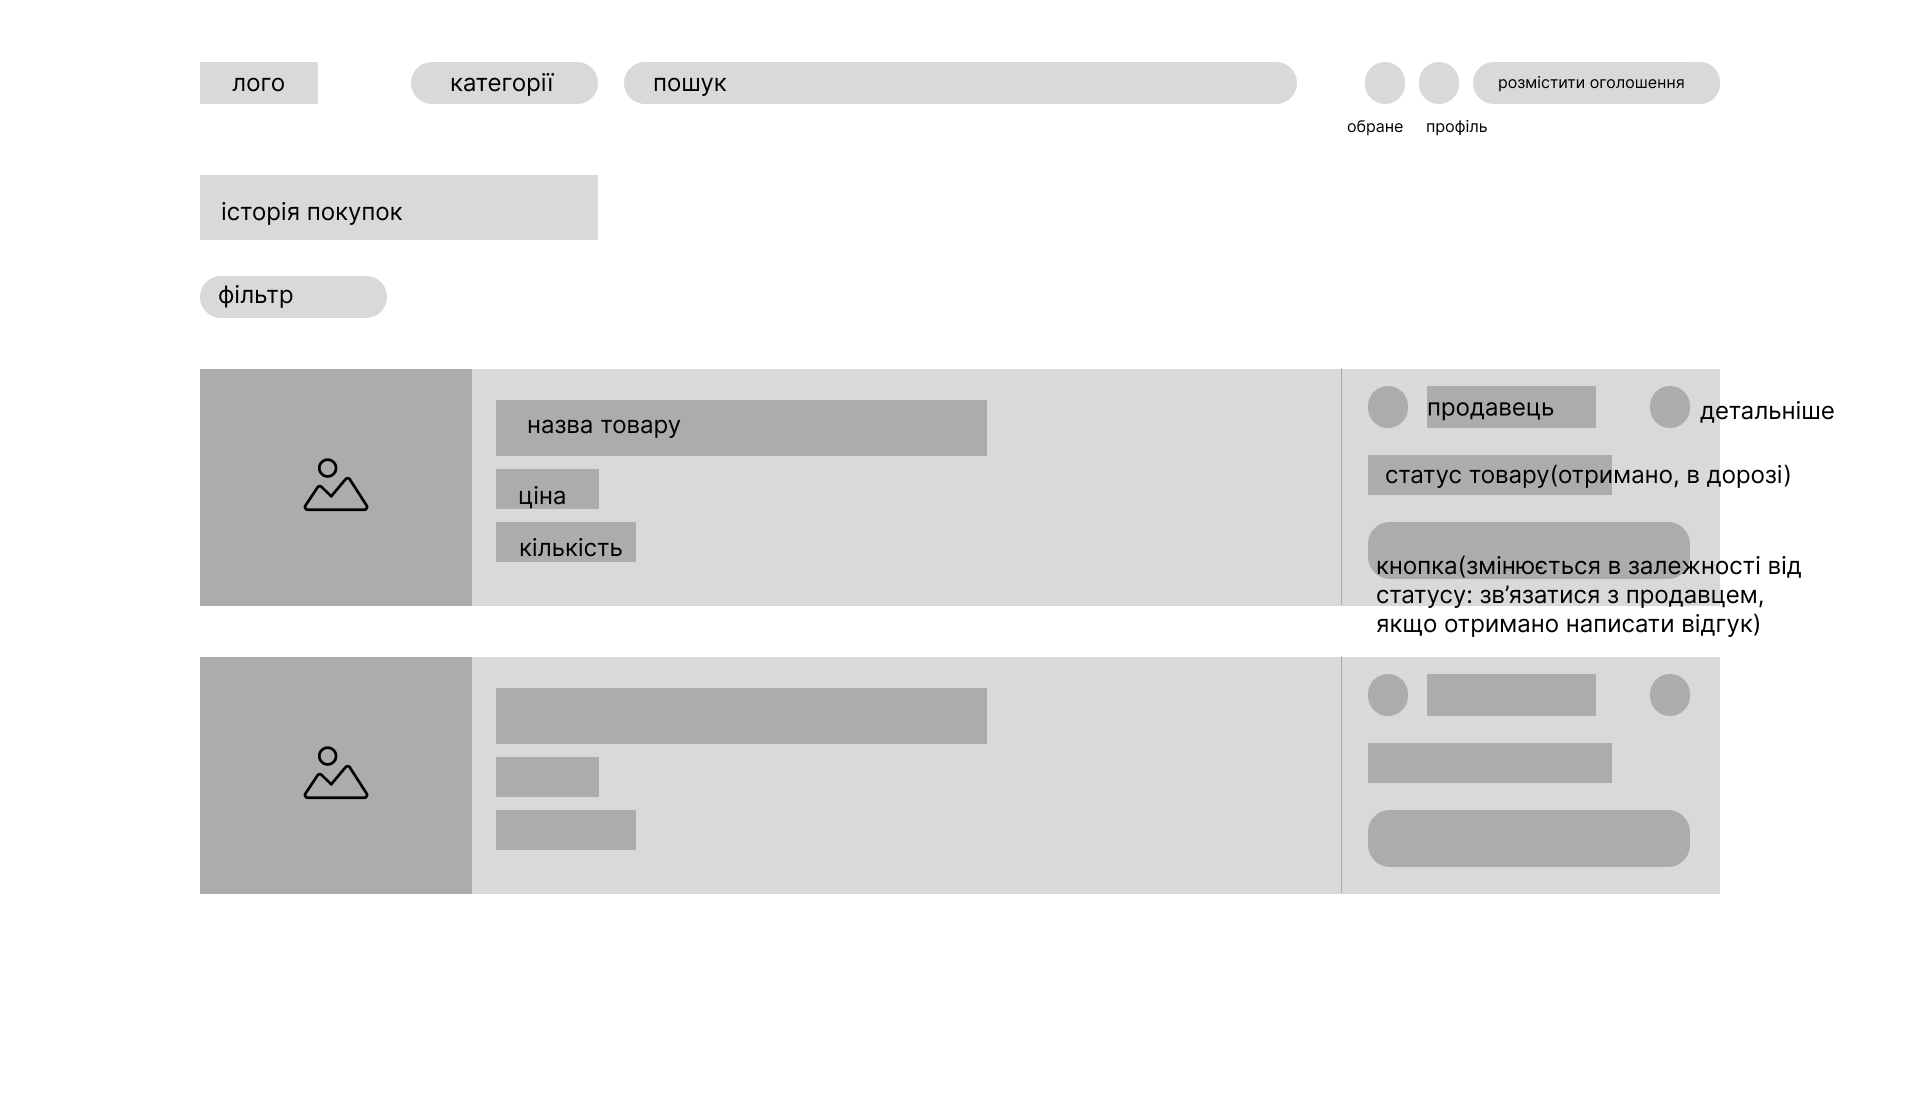 лого
категорії
пошук
розмістити оголошення
обране
профіль
історія покупок
фільтр
назва товару
ціна
кількість
продавець
детальніше
статус товару(отримано, в дорозі)
кнопка(змінюється в залежності від
статусу: зв’язатися з продавцем,
якщо отримано написати відгук)